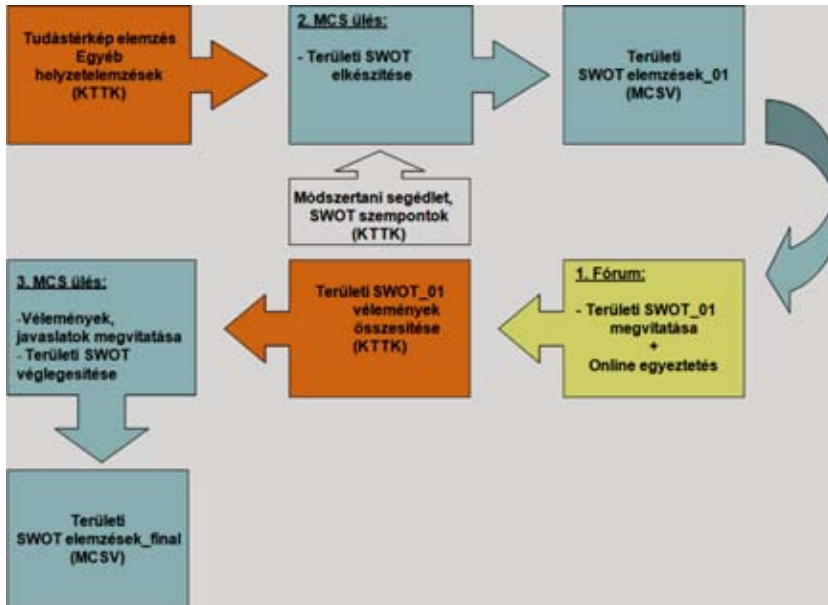 Tudástérkép elemzés
Egyéb
helyzetelemzések
(KTTK)
2. MCS ülés:
- Területi SWOT
elkészítése
Területi
SWOT elemzések_01
(MCSV)
Módszertani segédlet,
SWOT szempontok
(KTTK)
1. Fórum:
- Területi SWOT_01
megvitatása
+
Online egyeztetés
Területi SWOT_01
vélemények
összesítése
(KTTK)
3. MCS ülés:
-Vélemények,
javaslatok megvitatása
- Területi SWOT
véglegesítése
Területi
SWOT elemzések_final
(MCSV)